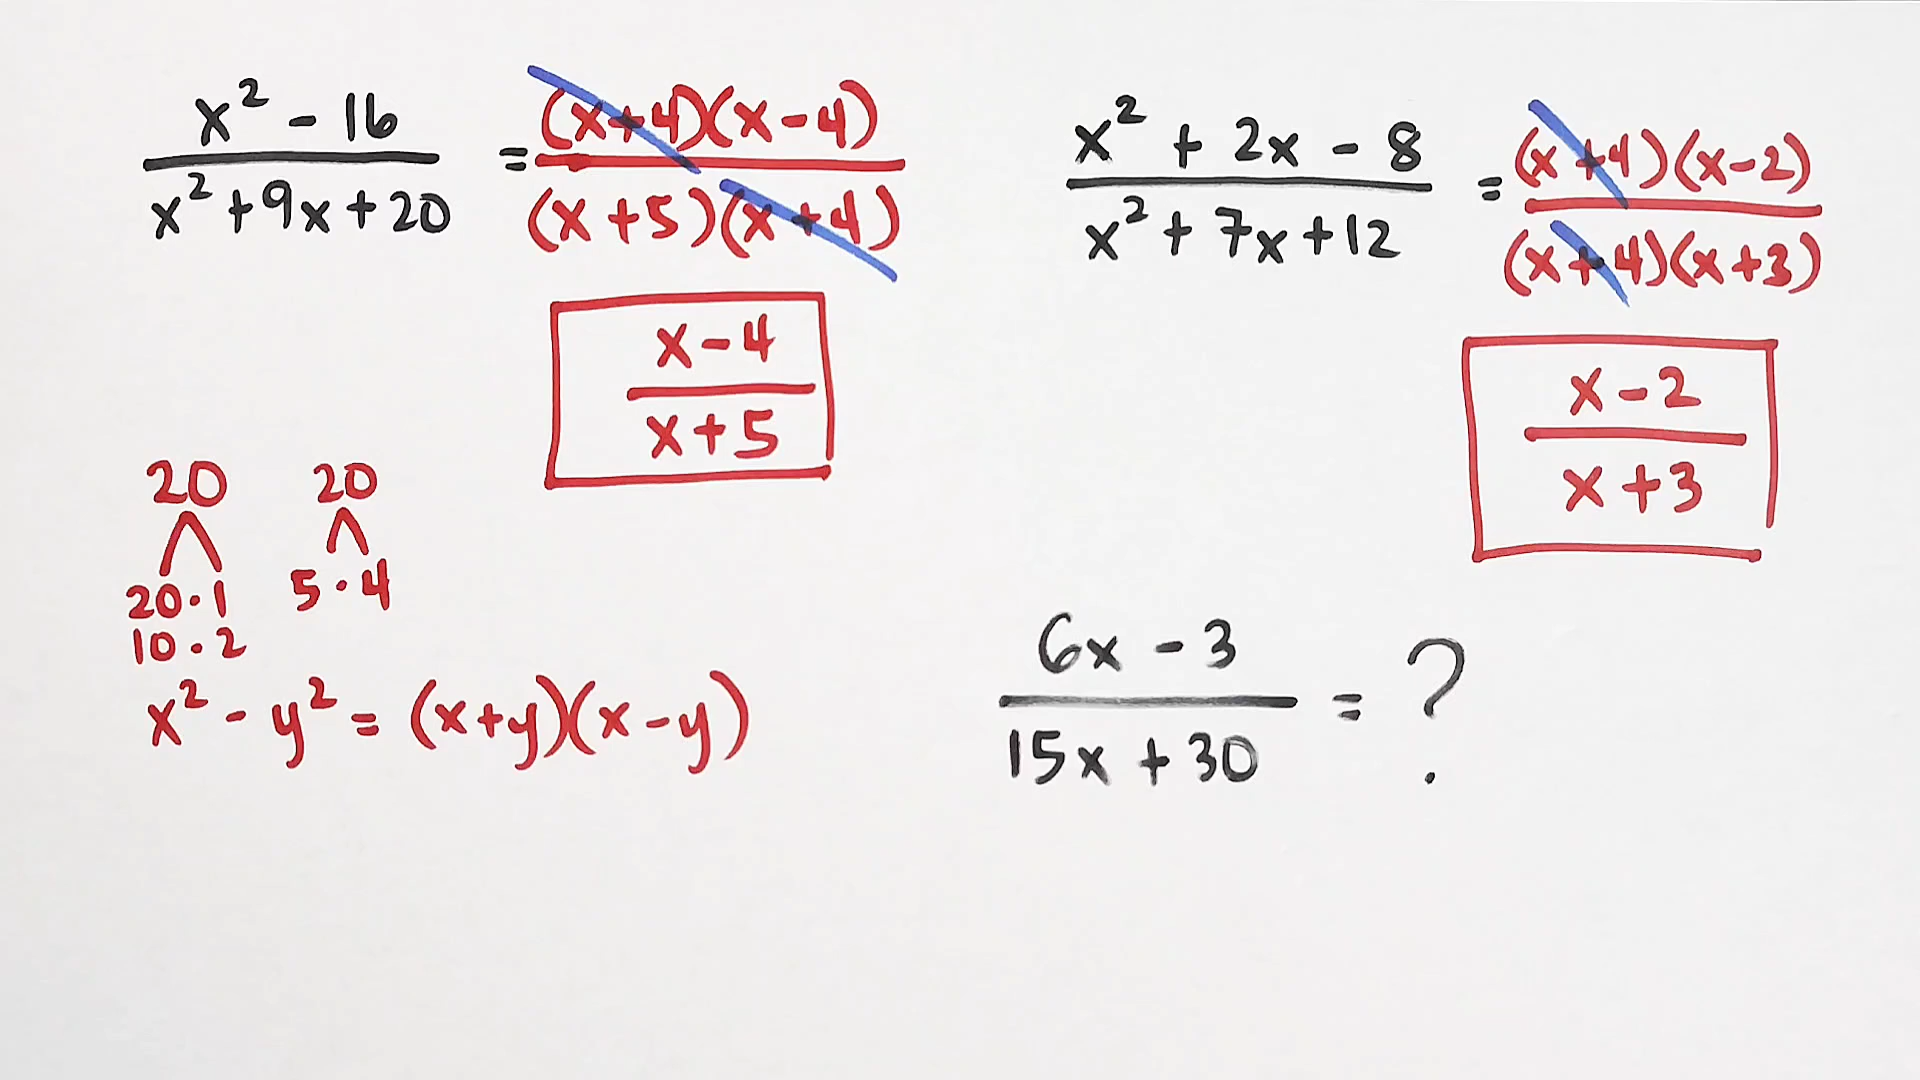 x² - 16
x² + 9x + 20
= (x+4)(x-4)
(x+5)(x+4)
x-4
x+5
20 20
20·1 5·4
10·2
x² - y² = (x+y)(x-y)
x² + 2x - 8
x² + 7x + 12
= (x+4)(x-2)
(x+4)(x+3)
x-2
x+3
6x - 3
15x + 30
= ?